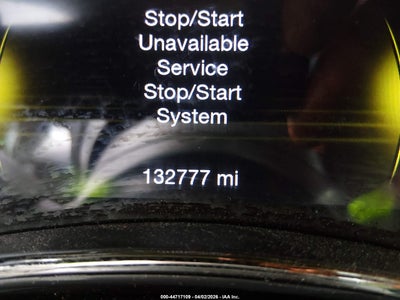 Stop/Start
Unavailable
Service
Stop/Start
System
132777 mi
000-44717109 - 04/02/2026 - IAA Inc.